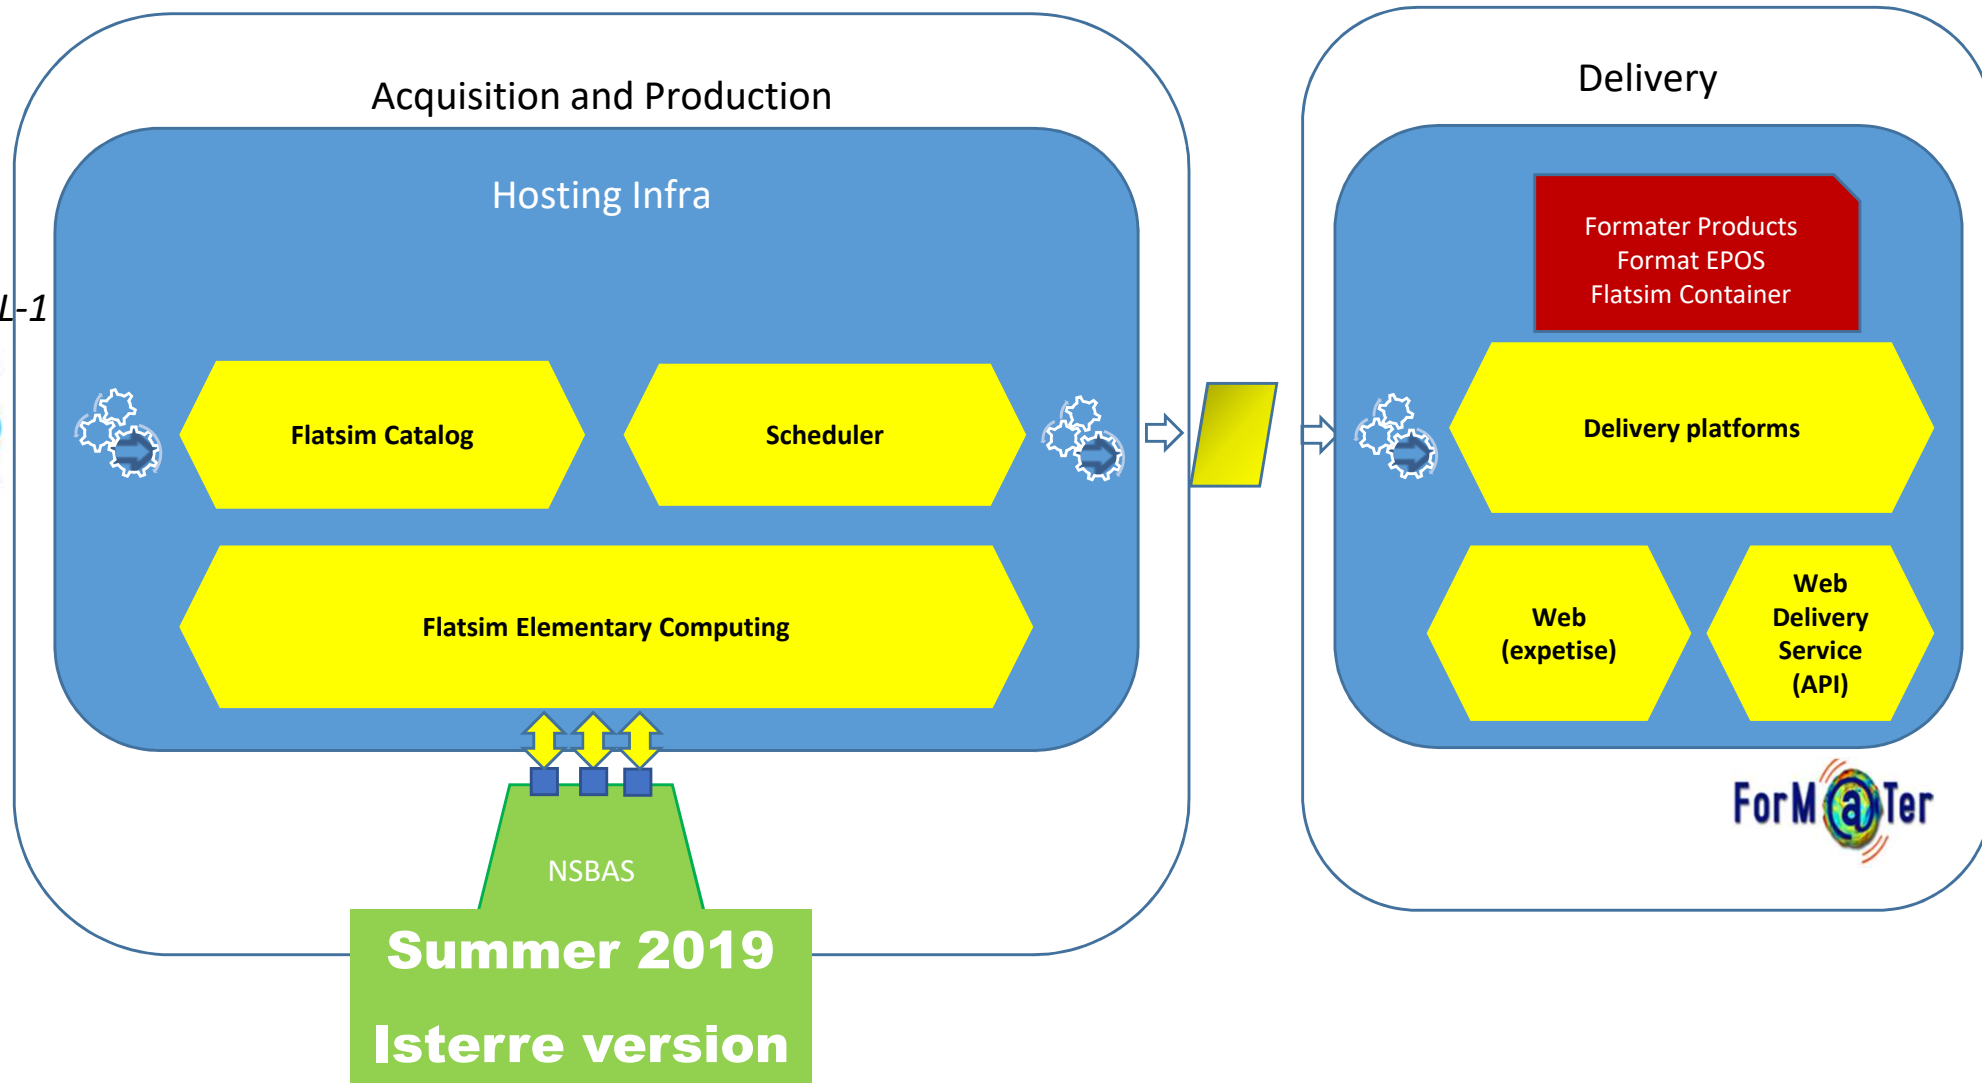 Acquisition and Production
Hosting Infra
L-1
Flatsim Catalog
Scheduler
Flatsim Elementary Computing
NSBAS
Summer 2019
Isterre version
Delivery
Formater Products
Format EPOS
Flatsim Container
Delivery platforms
Web
(expetise)
Web
Delivery
Service
(API)
ForM@Ter